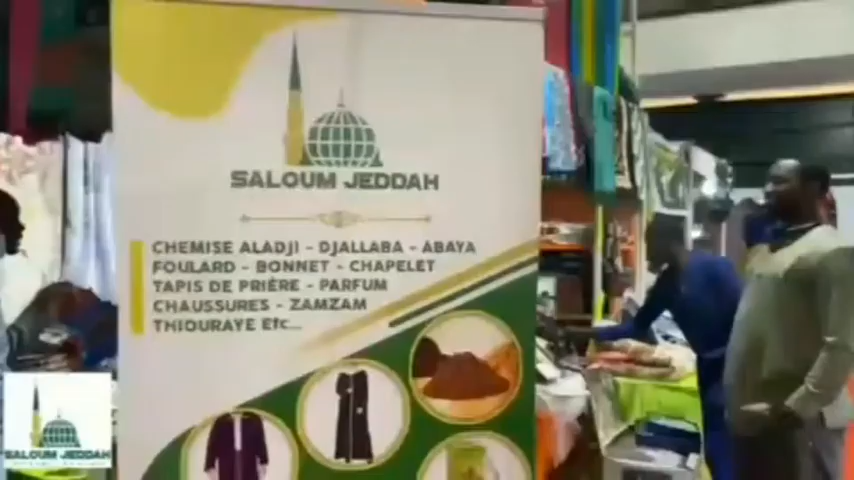 SALOUM JEDDAH
CHEMISE ALADJI - DJALLABA - ABAYA
FOULARD - BONNET - CHAPELET
TAPIS DE PRIÈRE - PARFUM
CHAUSSURES - ZAMZAM
THIOURAYE Etc...
SALOUM JEDDAH